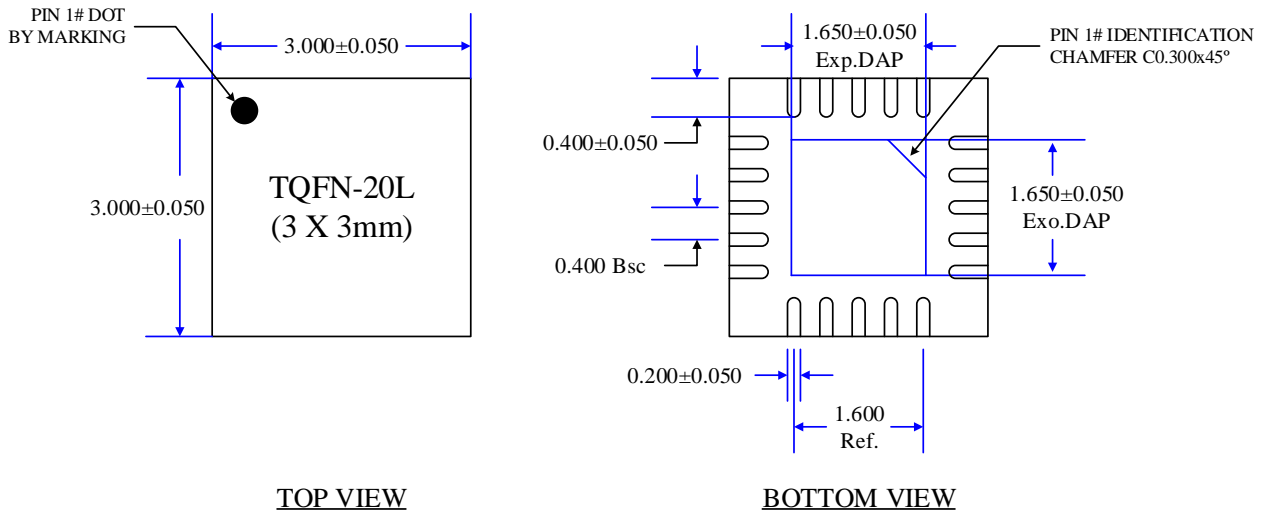 PIN 1# DOT
BY MARKING
3.000±0.050
3.000±0.050
TQFN-20L
(3 X 3mm)
TOP VIEW
1.650±0.050
Exp.DAP
PIN 1# IDENTIFICATION
CHAMFER C0.300x45º
0.400±0.050
0.400 Bsc
1.650±0.050
Exo.DAP
0.200±0.050
1.600
Ref.
BOTTOM VIEW